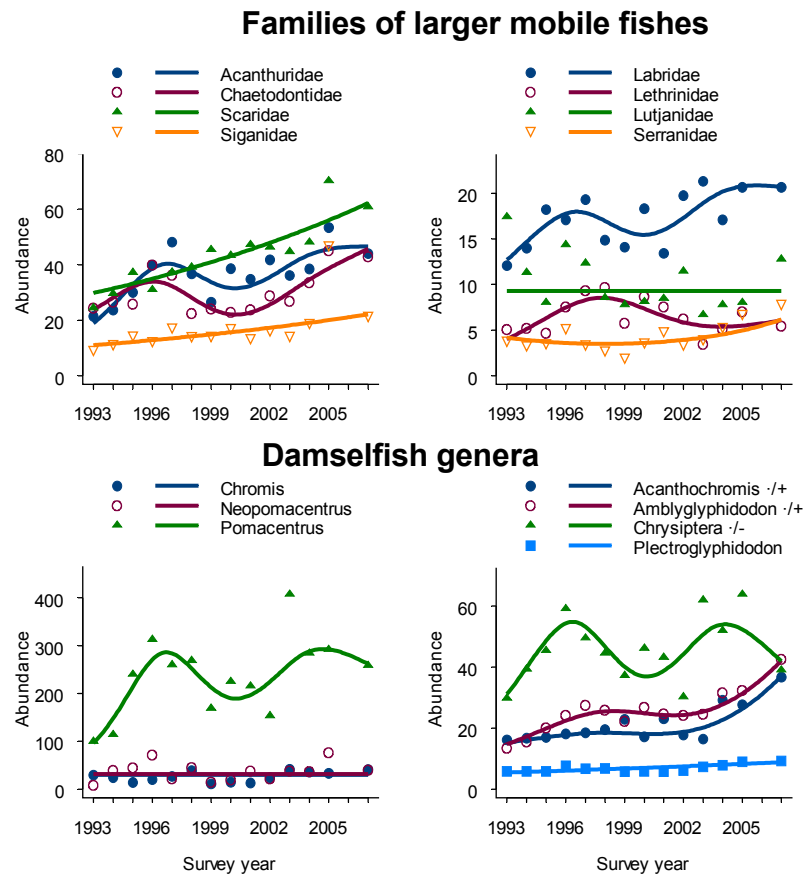 Families of larger mobile fishes
Acanthuridae
Chaetodontidae
Scaridae
Siganidae
Labridae
Lethrinidae
Lutjanidae
Serranidae
Abundance
80
60
40
20
0
1993 1996 1999 2002 2005
Abundance
20
15
10
5
0
1993 1996 1999 2002 2005
Damselfish genera
Chromis
Neopomacentrus
Pomacentrus
Acanthochromis ·/+
Amblyglyphidodon ·/+
Chrysiptera ·/-
Plectroglyphidodon
Abundance
400
300
200
100
0
1993 1996 1999 2002 2005
Survey year
Abundance
60
40
20
0
1993 1996 1999 2002 2005
Survey year